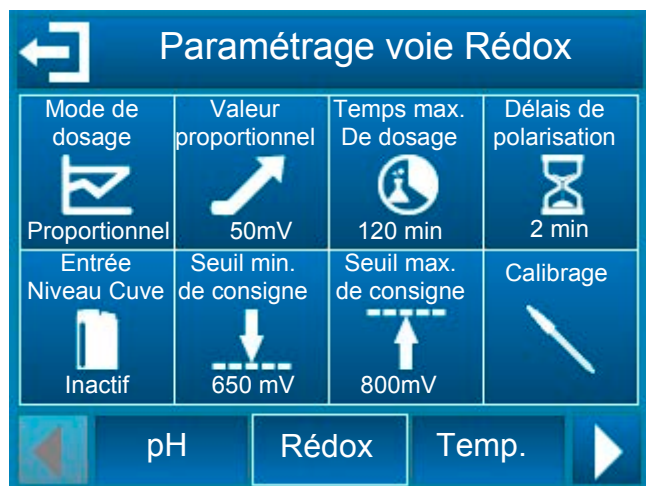 Paramétrage voie Rédox
Mode de
dosage
Proportionnel
Valeur
proportionnel
50mV
Temps max.
De dosage
120 min
Délais de
polarisation
2 min
Entrée
Niveau Cuve
Inactif
Seuil min.
de consigne
650 mV
Seuil max.
de consigne
800mV
Calibrage
pH
Rédox
Temp.